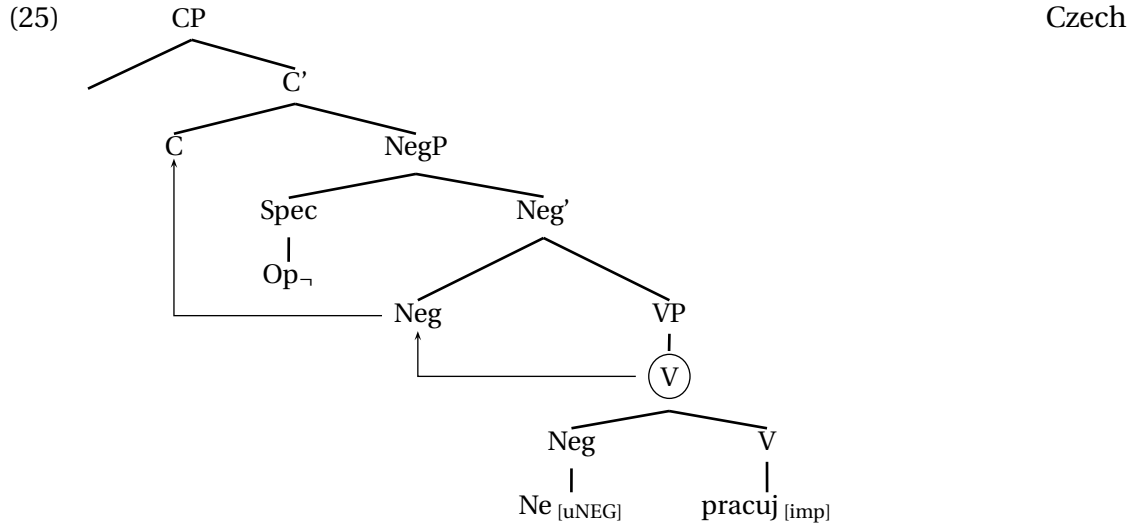 (25) CP Czech
C’
C NegP
Spec Neg’
Op¬
Neg VP
V
Neg V
Ne [uNEG] pracuj [imp]